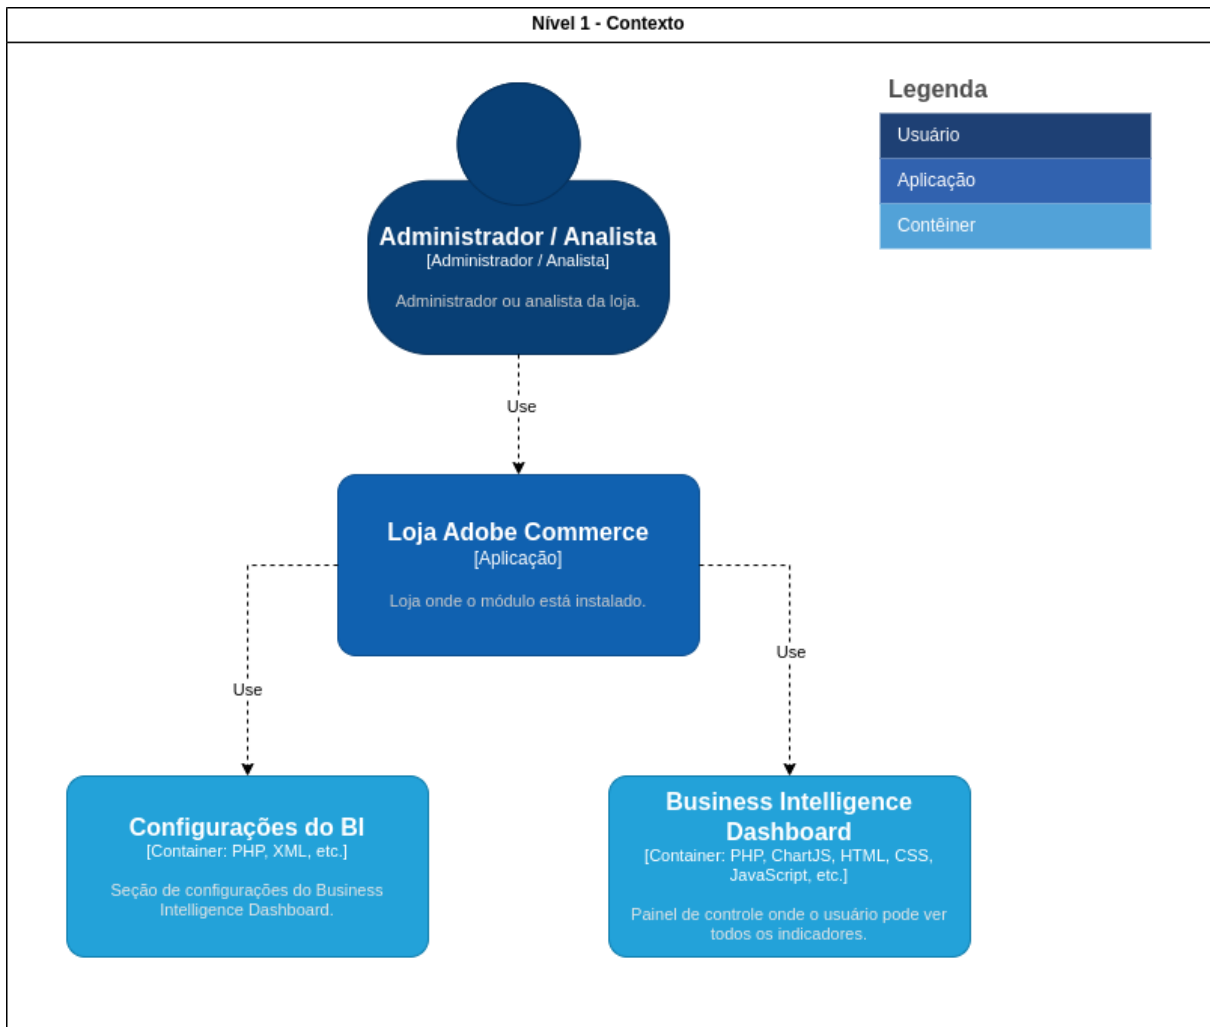 Nível 1 - Contexto
Legenda
Usuário
Aplicação
Contêiner
Administrador / Analista
[Administrador / Analista]
Administrador ou analista da loja.
Use
Loja Adobe Commerce
[Aplicação]
Loja onde o módulo está instalado.
Use
Use
Configurações do BI
[Container: PHP, XML, etc.]
Seção de configurações do Business
Intelligence Dashboard.
Business Intelligence
Dashboard
[Container: PHP, ChartJS, HTML, CSS,
JavaScript, etc.]
Painel de controle onde o usuário pode ver
todos os indicadores.